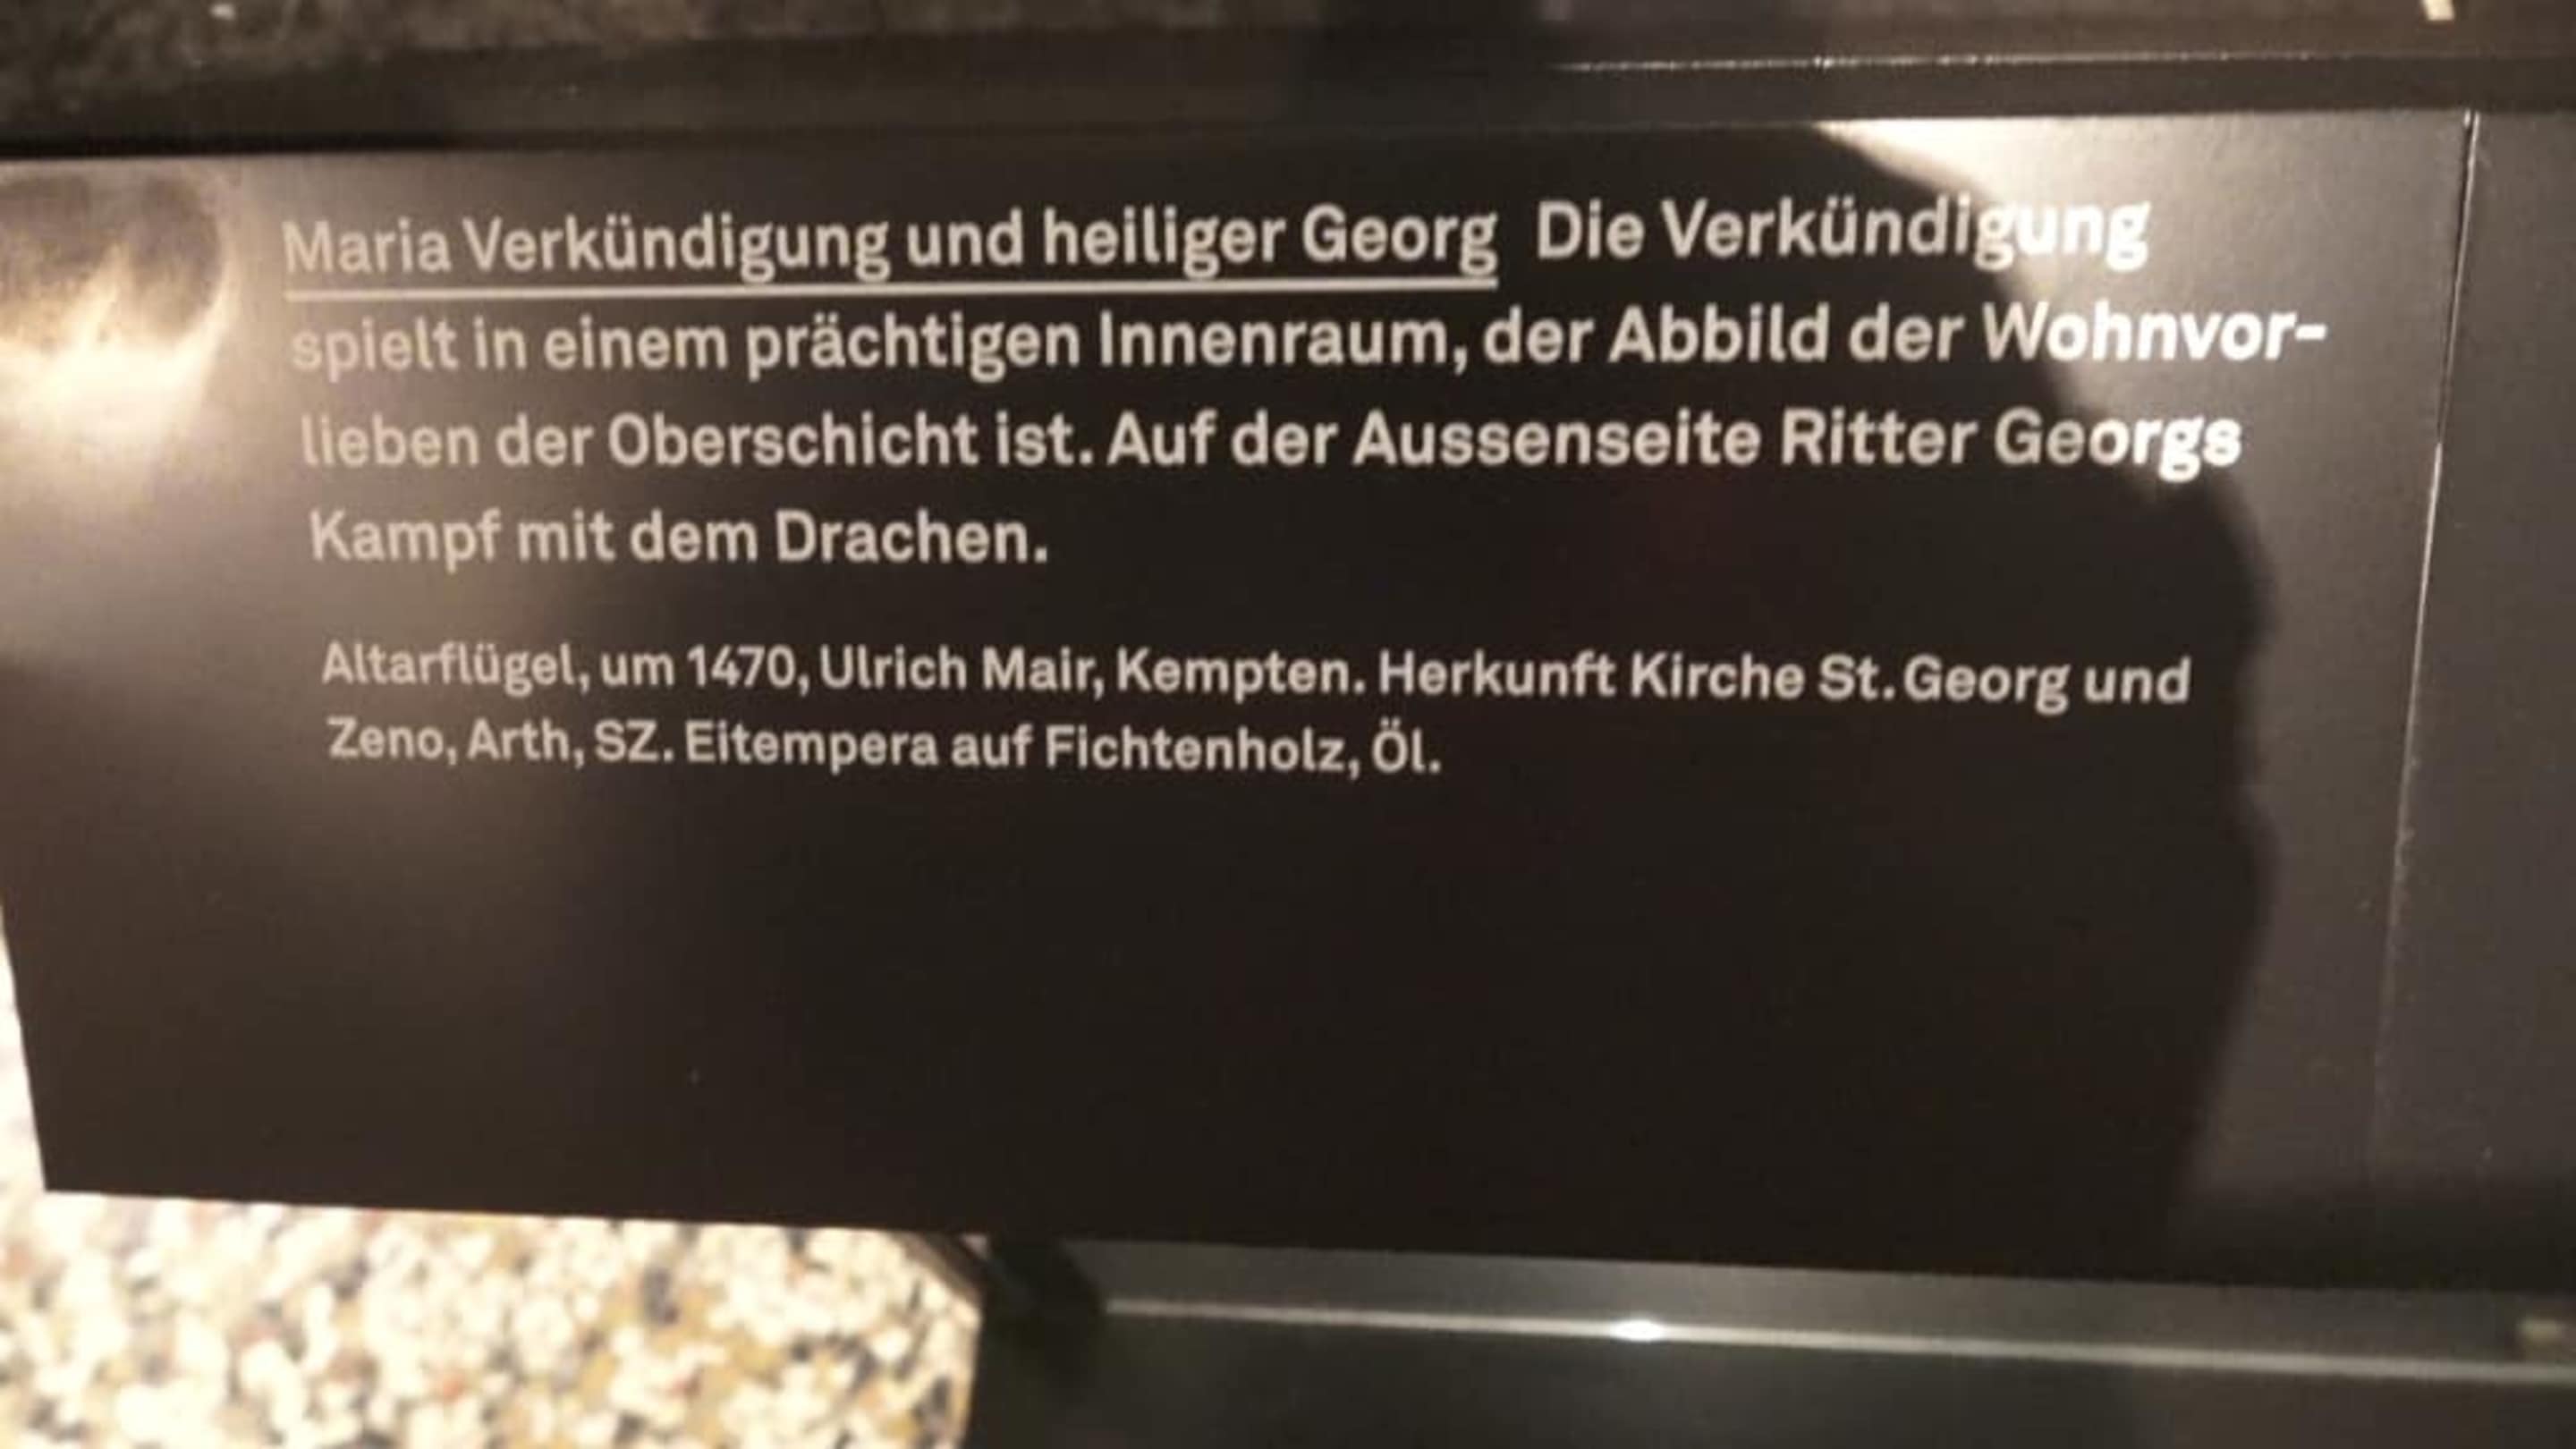 Maria Verkündigung und heiliger Georg Die Verkündigung
spielt in einem prächtigen Innenraum, der Abbild der Wohnvor-
lieben der Oberschicht ist. Auf der Aussenseite Ritter Georgs
Kampf mit dem Drachen.
Altarflügel, um 1470, Ulrich Mair, Kempten. Herkunft Kirche St. Georg und
Zeno, Arth, SZ. Eitempera auf Fichtenholz, Öl.